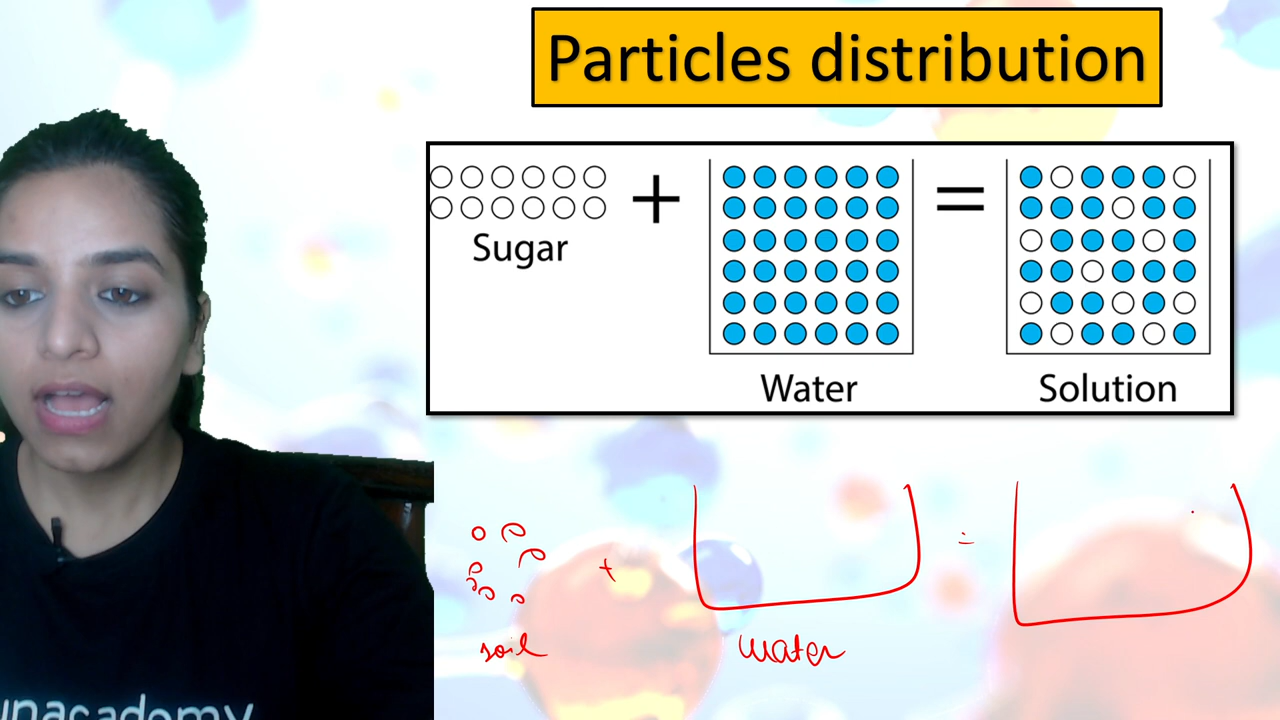 Particles distribution
+ =
Sugar
Water
Solution
+ =
soil
water
unacademy